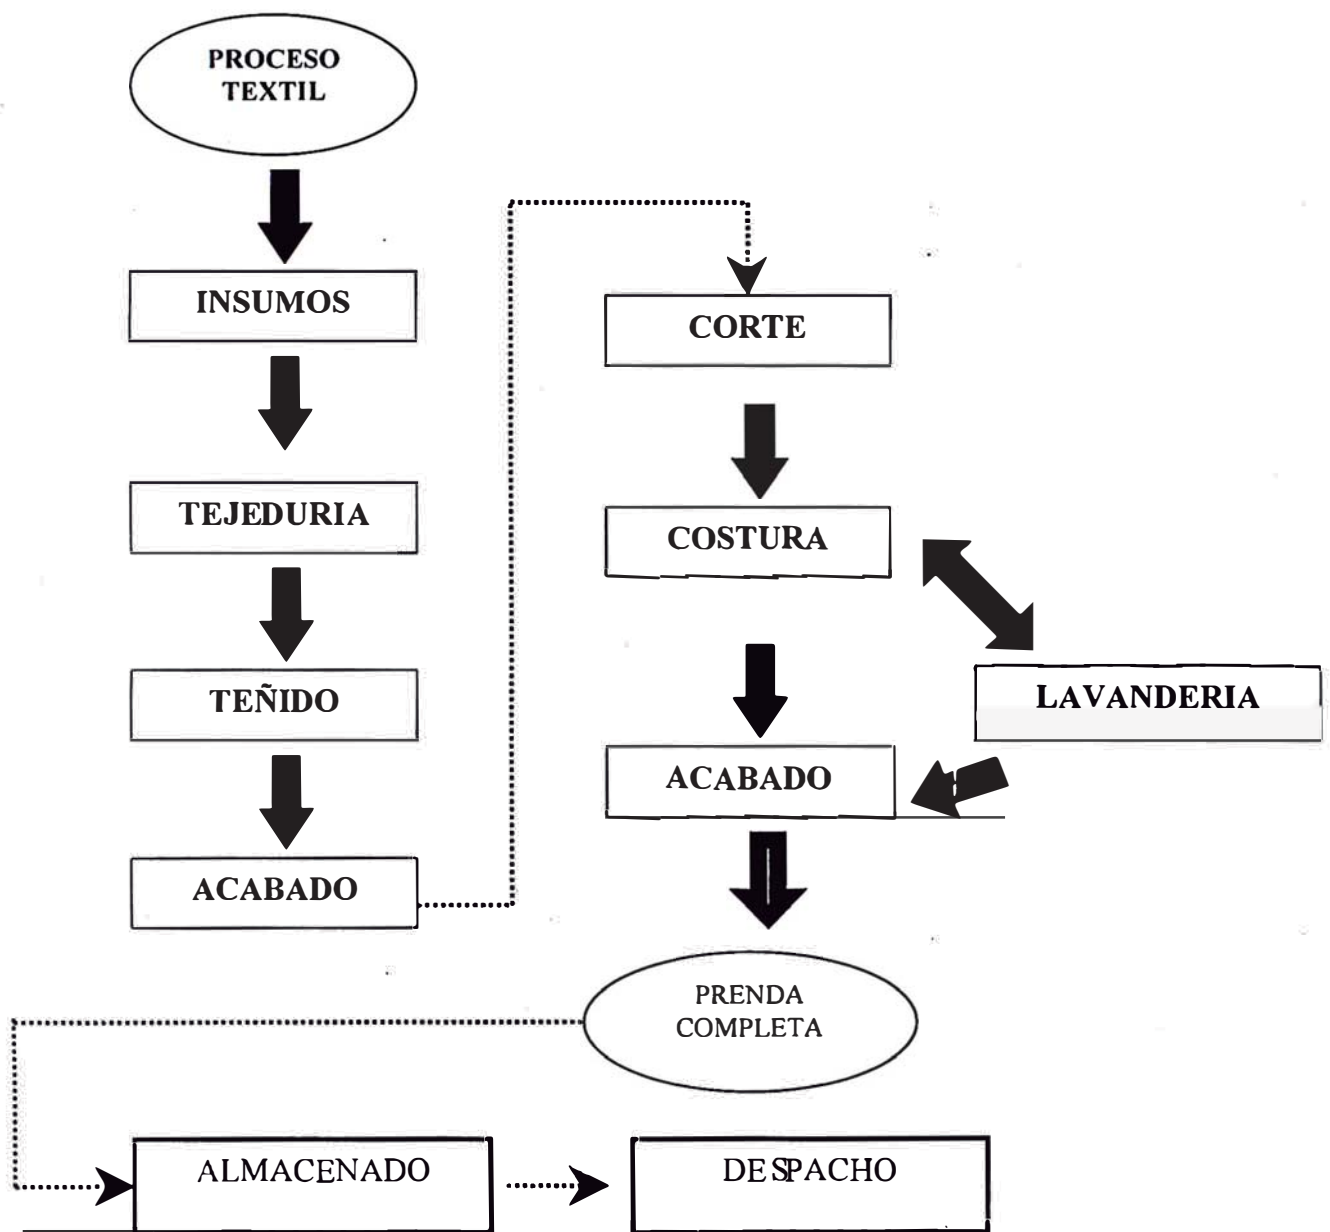 PROCESO
TEXTIL
INSUMOS
TEJEDURIA
TEÑIDO
ACABADO
CORTE
COSTURA
LAVANDERIA
ACABADO
PRENDA
COMPLETA
ALMACENADO
DESPACHO